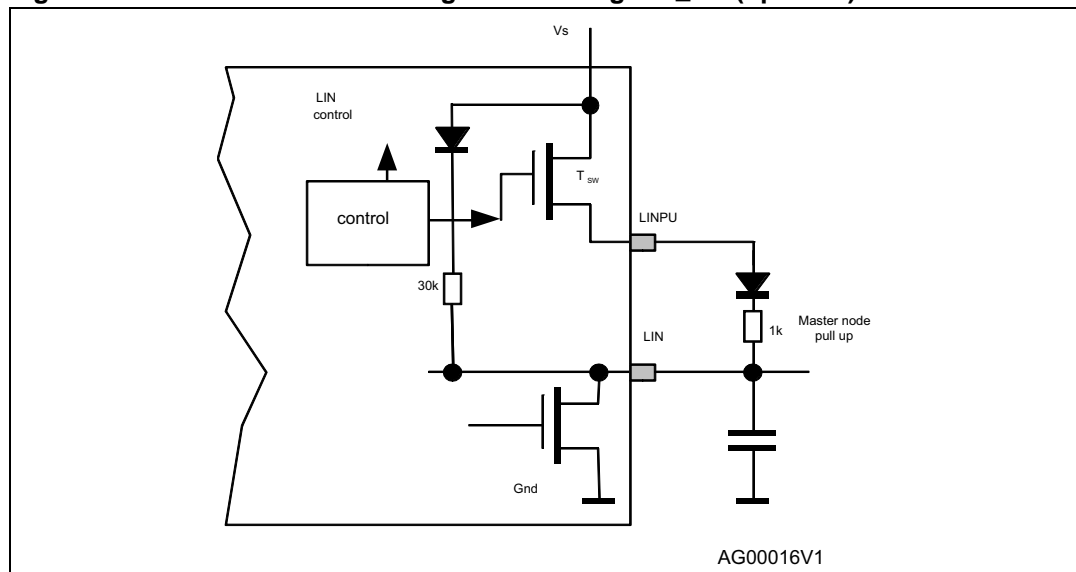 Vs
LIN
control
T sw
control
LINPU
30k
1k
Master node
pull up
LIN
Gnd
AG00016V1